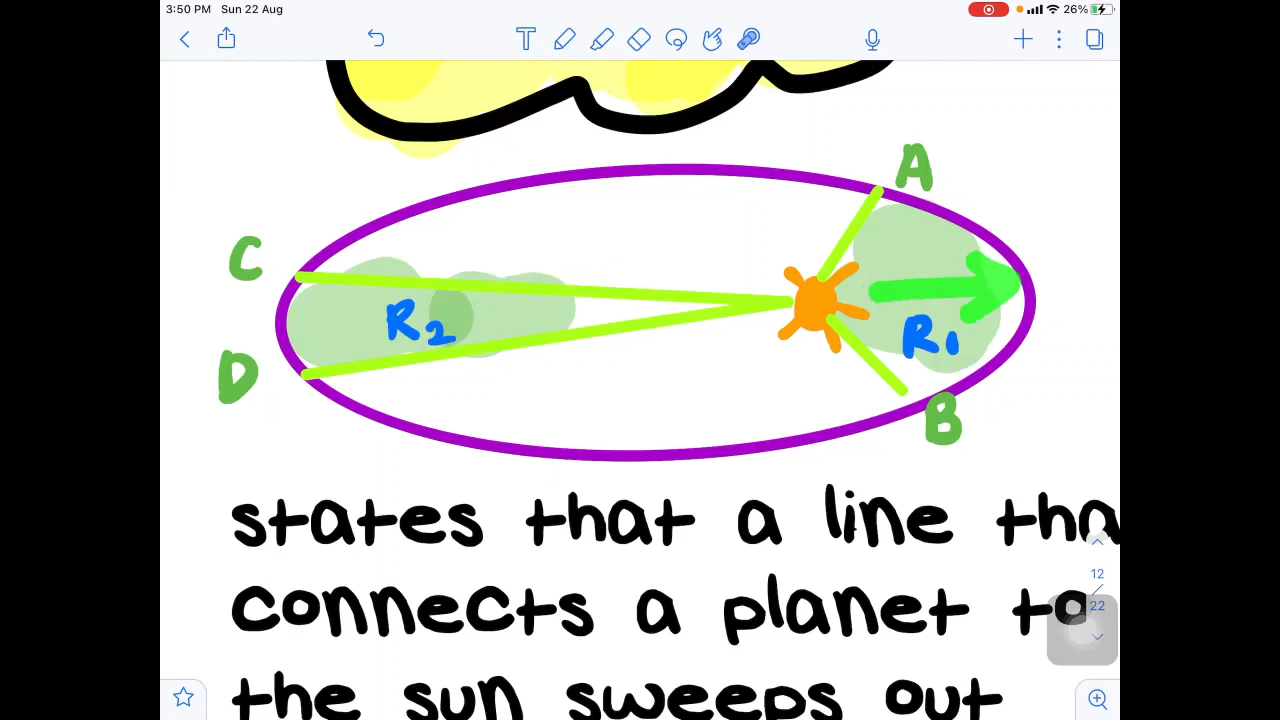 3:50 PM Sun 22 Aug
26%
T
A
C
R2
R1
D
B
states that a line tha
connects a planet to
the sun sweeps out
12
22